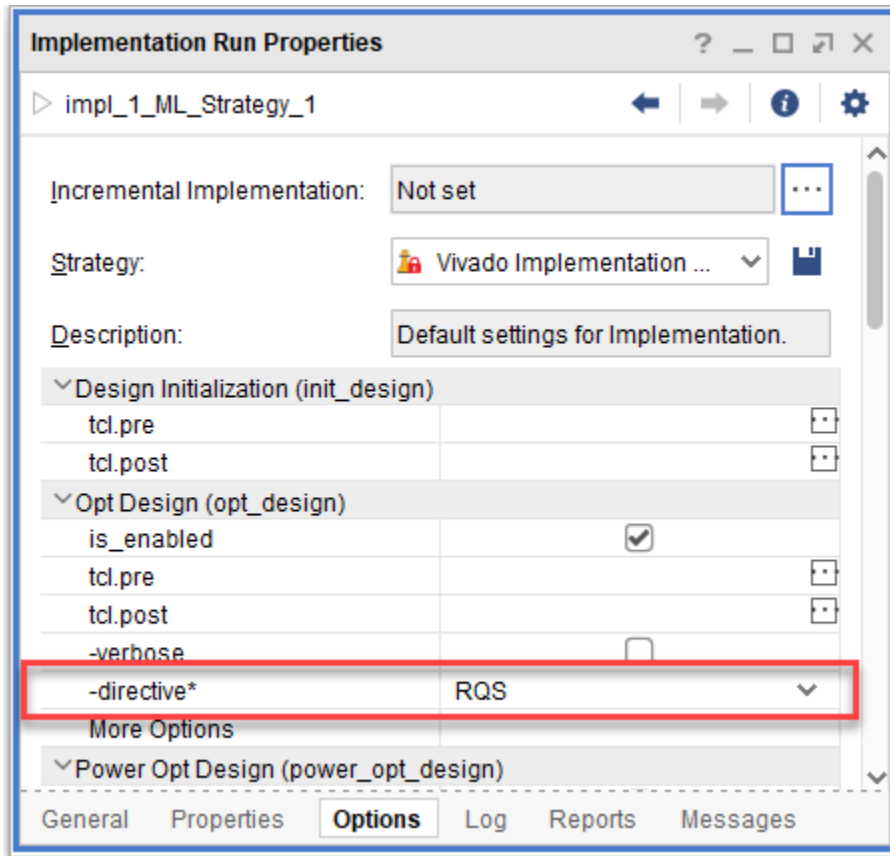 Implementation Run Properties
impl_1_ML_Strategy_1
Incremental Implementation: Not set
Strategy: Vivado Implementation ...
Description: Default settings for Implementation.
Design Initialization (init_design)
tcl.pre
tcl.post
Opt Design (opt_design)
is_enabled
tcl.pre
tcl.post
-verbose
-directive* RQS
More Options
Power Opt Design (power_opt_design)
General Properties Options Log Reports Messages